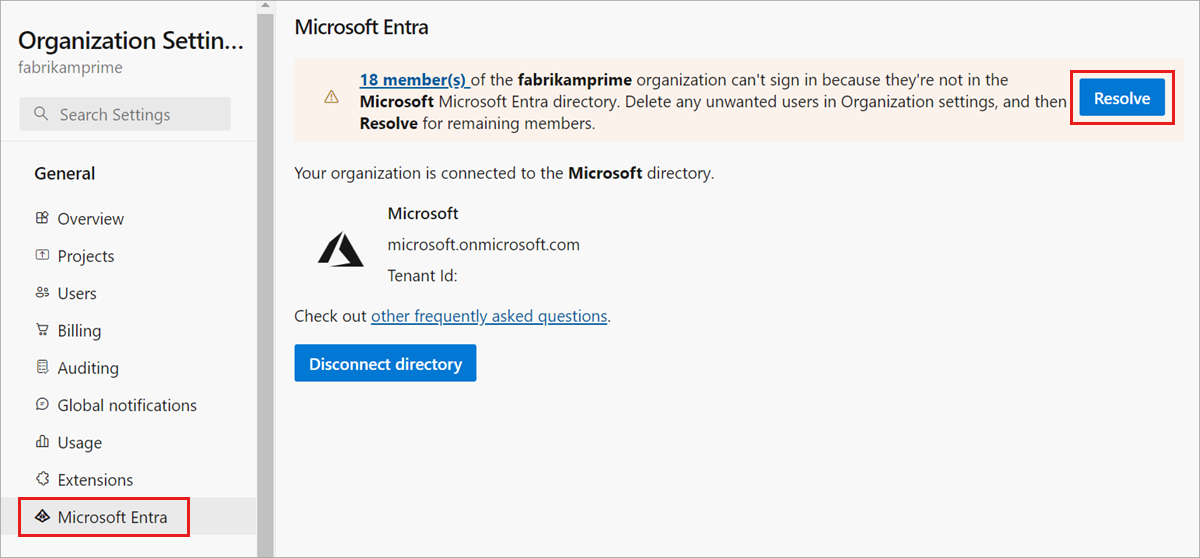 Organization Settin...
fabrikamprime
Search Settings
General
Overview
Projects
Users
Billing
Auditing
Global notifications
Usage
Extensions
Microsoft Entra
Microsoft Entra
18 member(s) of the fabrikamprime organization can't sign in because they're not in the
Microsoft Microsoft Entra directory. Delete any unwanted users in Organization settings, and then
Resolve for remaining members.
Resolve
Your organization is connected to the Microsoft directory.
Microsoft
microsoft.onmicrosoft.com
Tenant Id:
Check out other frequently asked questions.
Disconnect directory